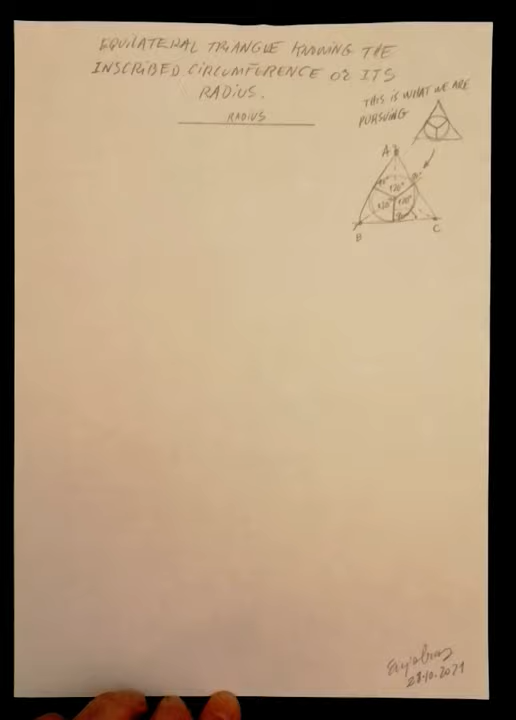 EQUILATERAL TRIANGLE KNOWING THE
INSCRIBED CIRCUMFERENCE OR ITS
RADIUS.
RADIUS
THIS IS WHAT WE ARE
PURSUING
A
120°
120° 120°
B C
28.10.2021